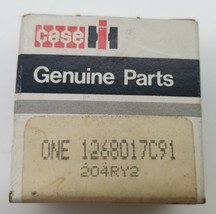 CASE IH
Genuine Parts
ONE 1268017C91
204RY2